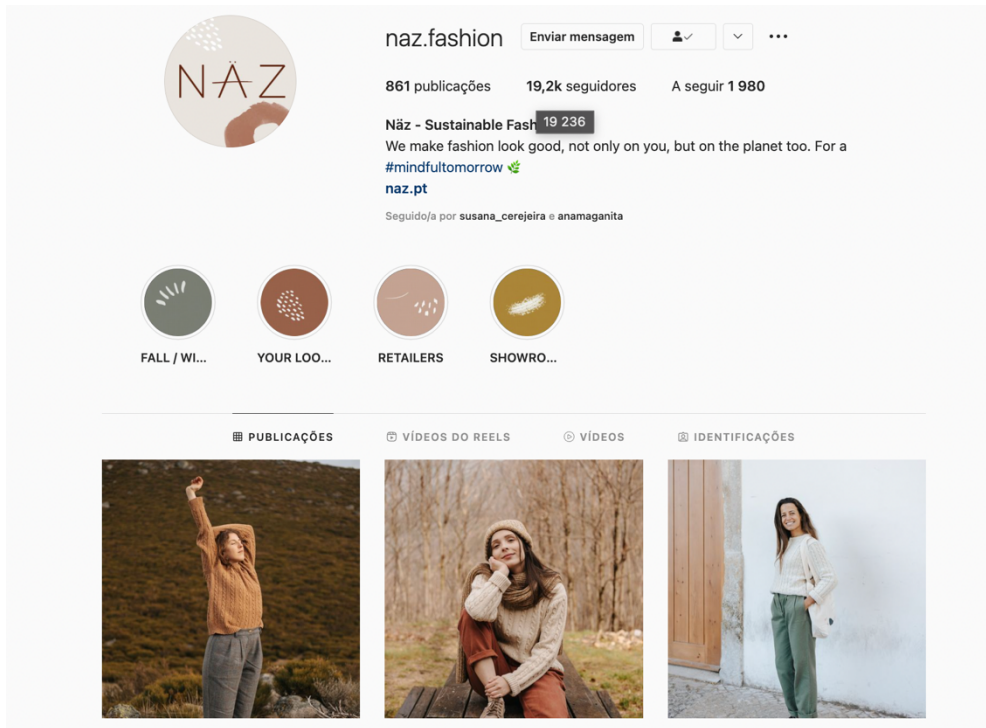 NÄZ
naz.fashion Enviar mensagem
861 publicações 19,2k seguidores A seguir 1 980
19 236
Näz - Sustainable Fash
We make fashion look good, not only on you, but on the planet too. For a
#mindfultomorrow 🌿
naz.pt
Seguido/a por susana_cerejeira e anamaganita
FALL / WI... YOUR LOO... RETAILERS SHOWRO...
PUBLICAÇÕES VÍDEOS DO REELS VÍDEOS IDENTIFICAÇÕES